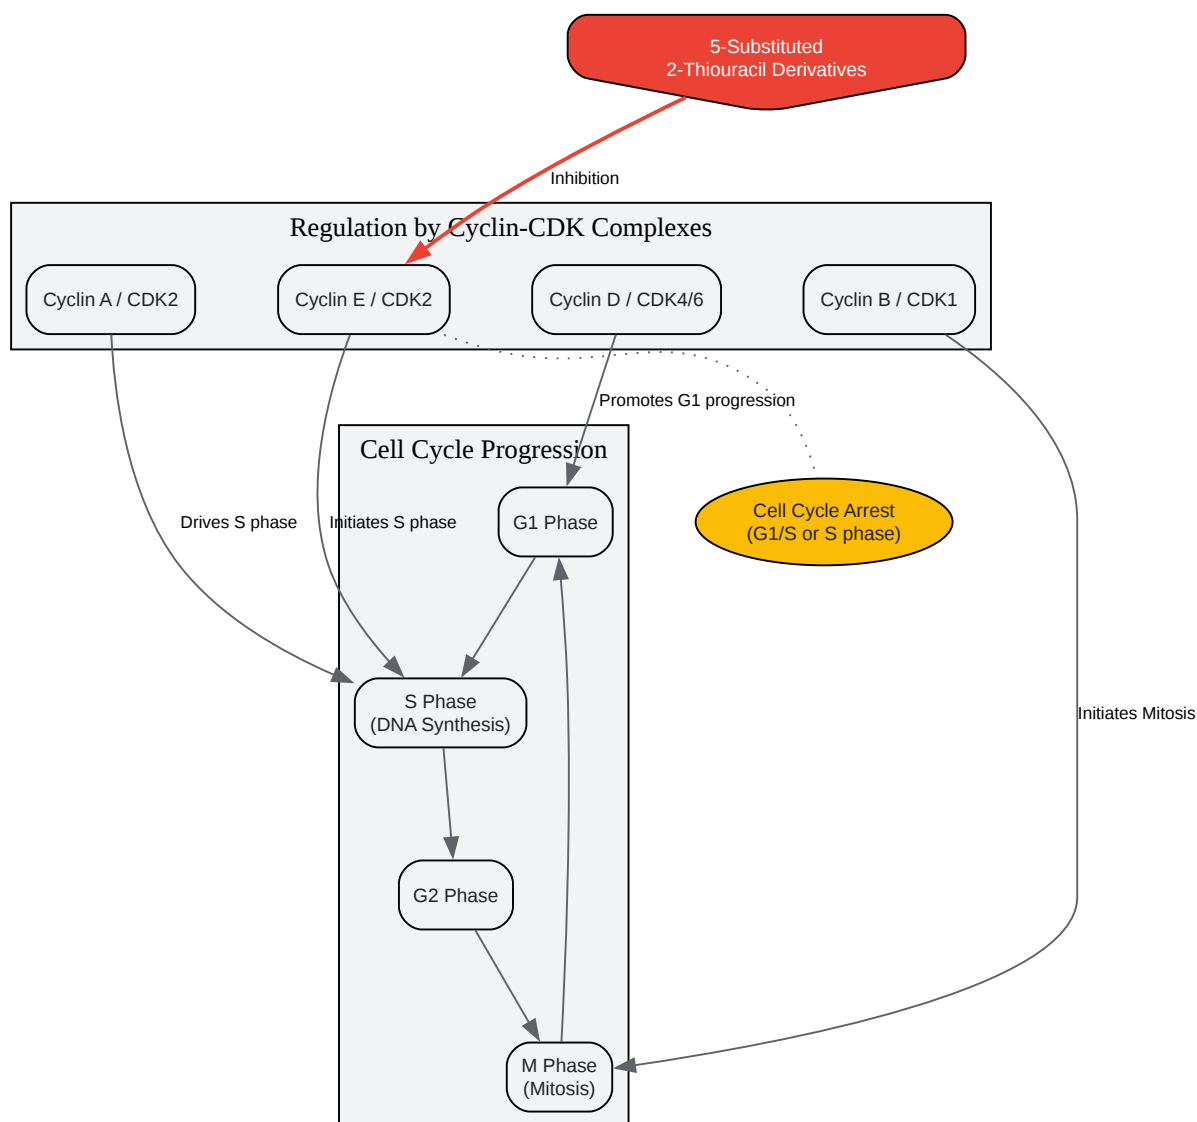 5-Substituted
2-Thiouracil Derivatives
Inhibition
Regulation by Cyclin-CDK Complexes
Cyclin A / CDK2
Cyclin E / CDK2
Cyclin D / CDK4/6
Cyclin B / CDK1
Promotes G1 progression
Cell Cycle Progression
Drives S phase
Initiates S phase
G1 Phase
Cell Cycle Arrest
(G1/S or S phase)
S Phase
(DNA Synthesis)
Initiates Mitosis
G2 Phase
M Phase
(Mitosis)